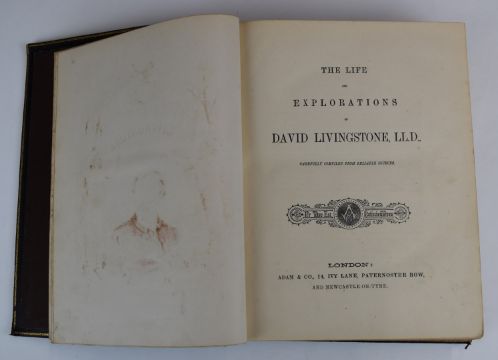 THE LIFE
AND
EXPLORATIONS
OF
DAVID LIVINGSTONE, LL.D.
CAREFULLY COMPILED FROM RELIABLE SOURCES.
LONDON:
ADAM & CO., 14, IVY LANE, PATERNOSTER ROW,
AND NEWCASTLE-ON-TYNE.